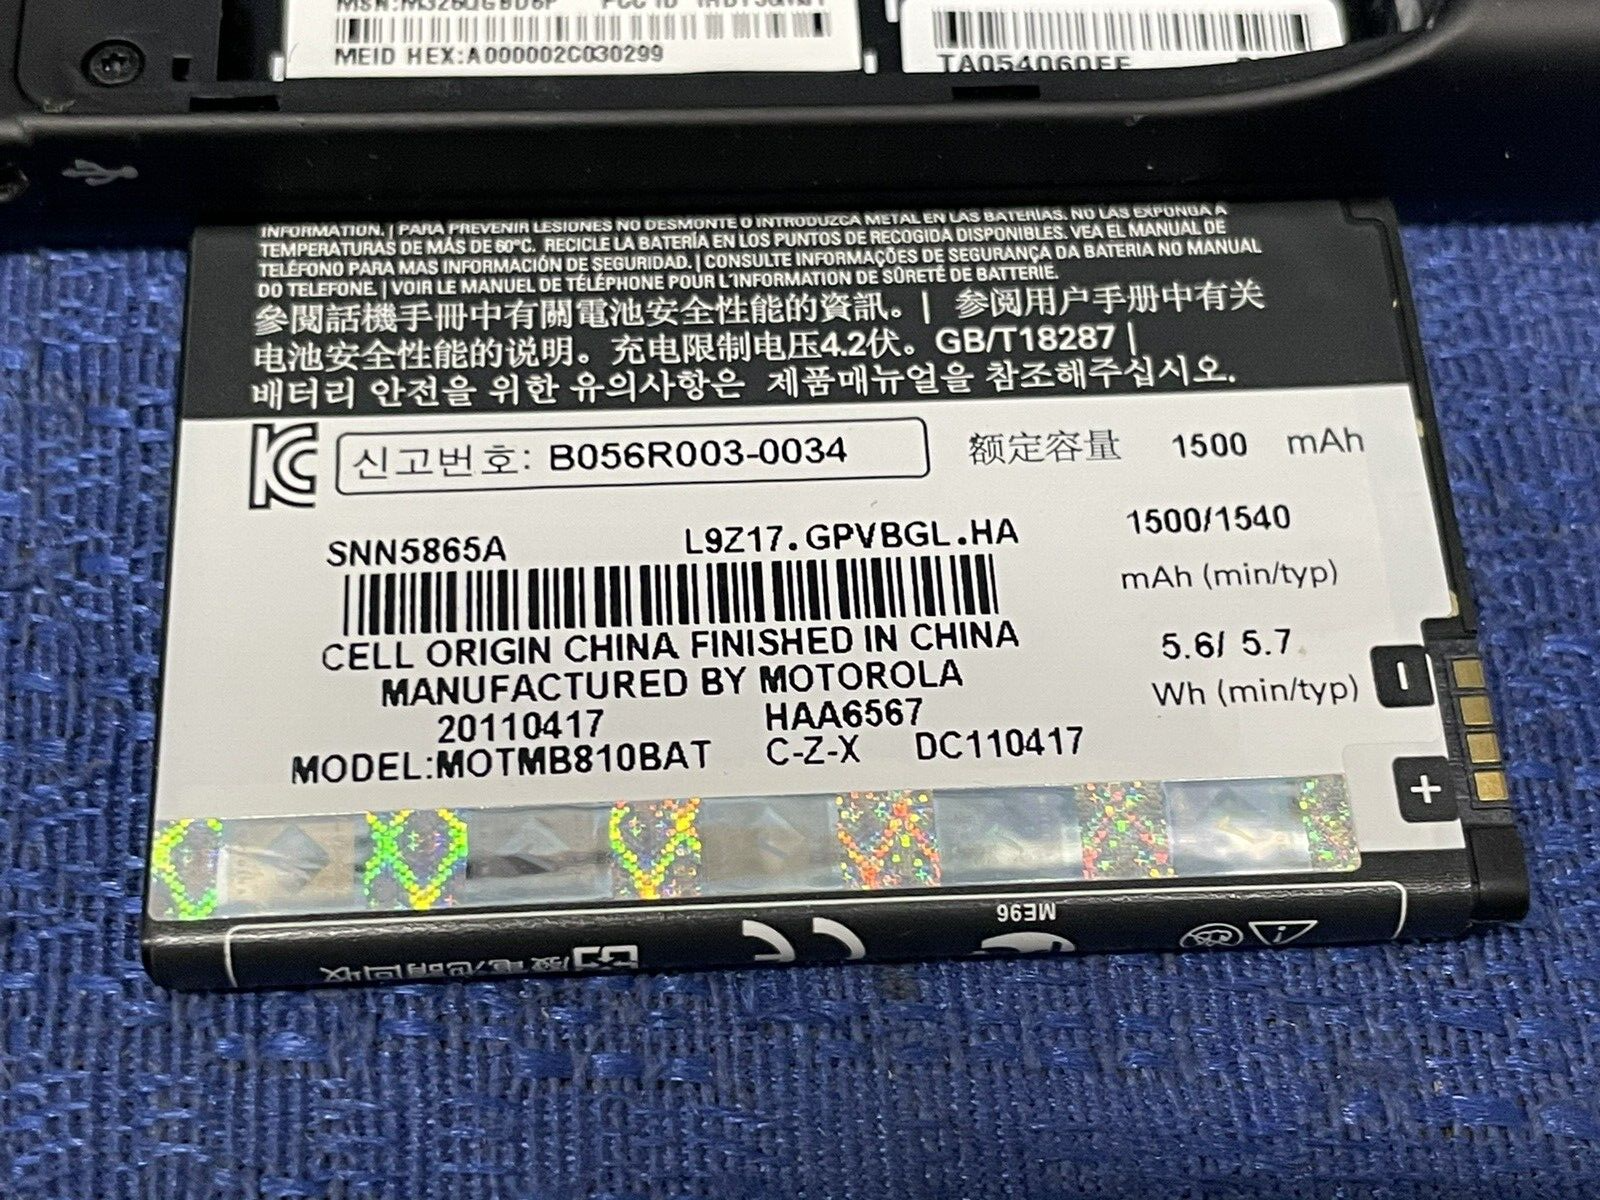 MEID HEX:A000002C030299
TA054060EE
INFORMATION. | PARA PREVENIR LESIONES NO DESMONTE O INTRODUZCA METAL EN LAS BATERÍAS. NO LAS EXPONGA A
TEMPERATURAS DE MÁS DE 60°C. RECICLE LA BATERÍA EN LOS PUNTOS DE RECOGIDA DISPONIBLES. VEA EL MANUAL DE
TELÉFONO PARA MAS INFORMACIÓN DE SEGURIDAD. | CONSULTE INFORMAÇÕES DE SEGURANÇA DA BATERIA NO MANUAL
DO TELEFONE. | VOIR LE MANUEL DE TÉLÉPHONE POUR L'INFORMATION DE SÛRETÉ DE BATTERIE.
參閱話機手冊中有關電池安全性能的資訊。| 参阅用户手册中有关
电池安全性能的说明。充电限制电压4.2伏。GB/T18287 |
배터리 안전을 위한 유의사항은 제품매뉴얼을 참조해주십시오.
신고번호: B056R003-0034
额定容量 1500 mAh
SNN5865A L9Z17.GPVBGL.HA
1500/1540
mAh (min/typ)
CELL ORIGIN CHINA FINISHED IN CHINA
MANUFACTURED BY MOTOROLA
5.6/ 5.7
Wh (min/typ)
20110417 HAA6567
MODEL:MOTMB810BAT C-Z-X DC110417
ME96
廢電池請回收